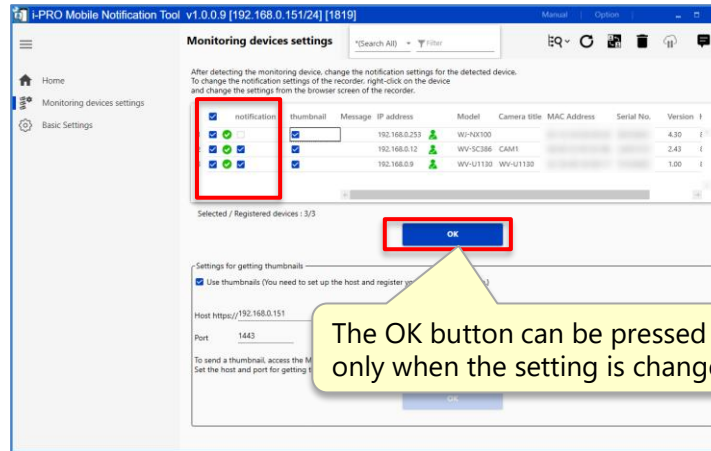 i-PRO Mobile Notification Tool v1.0.0.9 [192.168.0.151/24] [1819]
Manual | Option |
Monitoring devices settings
*(Search All)
Filter
Home
Monitoring devices settings
Basic Settings
After detecting the monitoring device, change the notification settings for the detected device.
To change the notification settings of the recorder, right-click on the device
and change the settings from the browser screen of the recorder.
notification thumbnail Message IP address Model Camera title MAC Address Serial No. Version
192.168.0.253 WJ-NX100 4.30
192.168.0.12 WV-SC386 CAM1 2.43
192.168.0.9 WV-U1130 WV-U1130 1.00
Selected / Registered devices : 3/3
OK
Settings for getting thumbnails
Use thumbnails (You need to set up the host and register
Host https://192.168.0.151
Port 1443
To send a thumbnail, access the M
Set the host and port for getting
The OK button can be pressed
only when the setting is change
OK